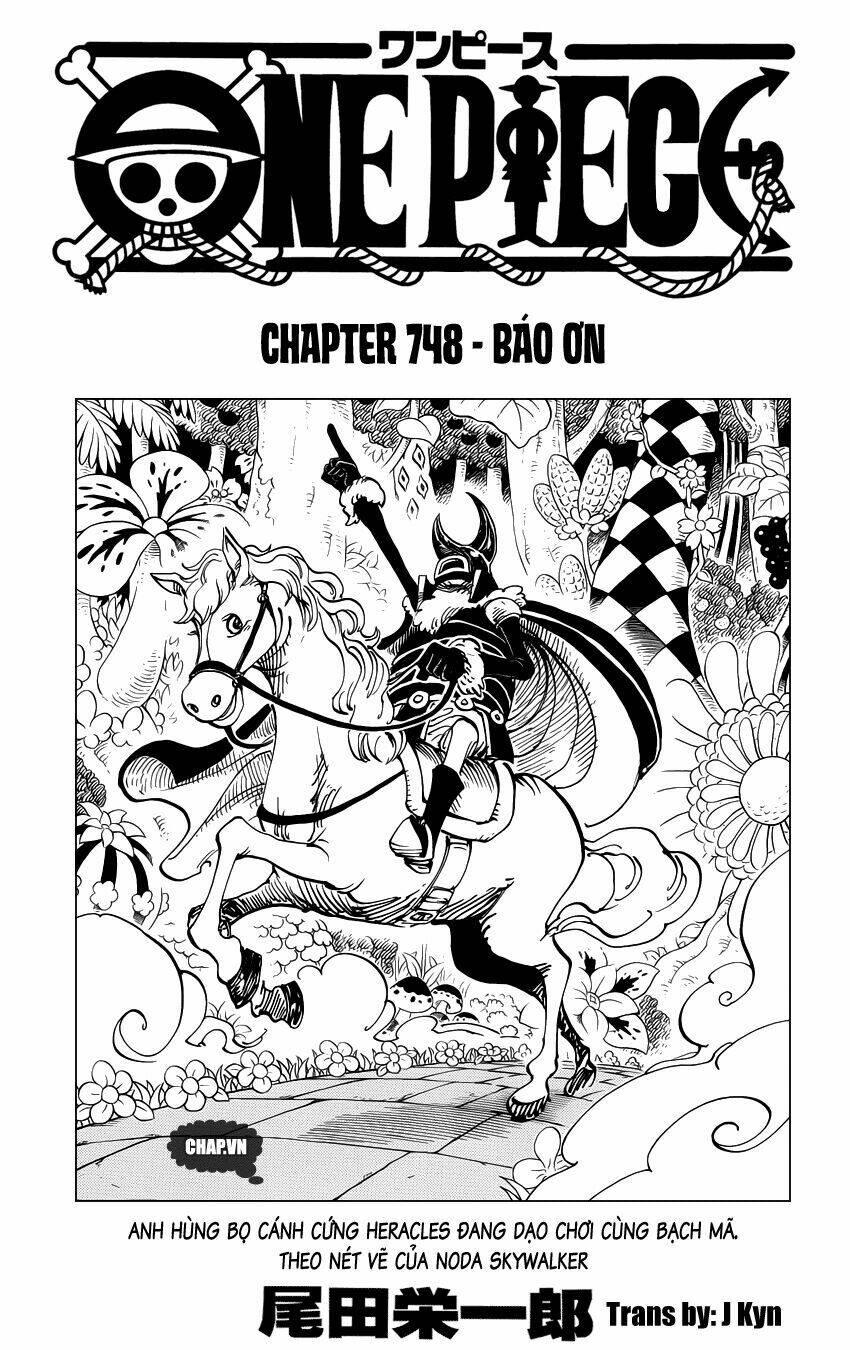 ワンピース
ONE PIECE
CHAPTER 748 - BÁO ƠN
CHAP.VN
ANH HÙNG BỌ CÁNH CỨNG HERACLES ĐANG DẠO CHƠI CÙNG BẠCH MÃ.
THEO NÉT VẼ CỦA NODA SKYWALKER
尾田栄一郎 Trans by: J Kyn